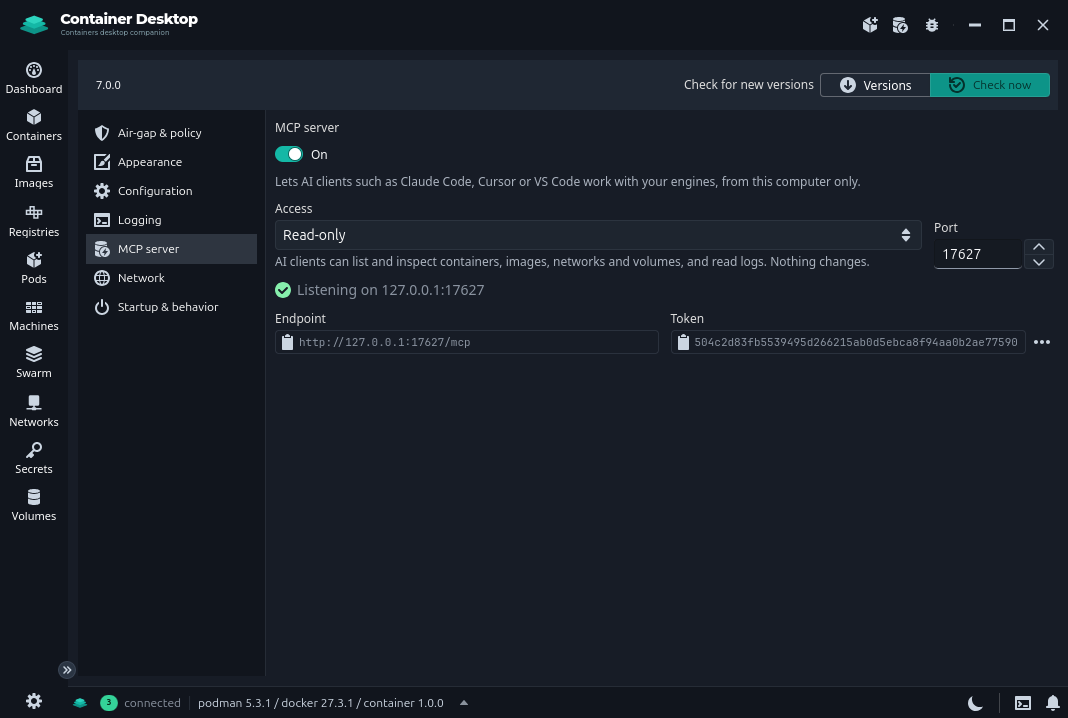 Container Desktop
Containers desktop companion
Dashboard
Containers
Images
Registries
Pods
Machines
Swarm
Networks
Secrets
Volumes
7.0.0
Check for new versions
Versions
Check now
Air-gap & policy
Appearance
Configuration
Logging
MCP server
Network
Startup & behavior
MCP server
On
Lets AI clients such as Claude Code, Cursor or VS Code work with your engines, from this computer only.
Access
Read-only
Port
17627
AI clients can list and inspect containers, images, networks and volumes, and read logs. Nothing changes.
Listening on 127.0.0.1:17627
Endpoint
http://127.0.0.1:17627/mcp
Token
504c2d83fb5539495d266215ab0d5ebca8f94aa0b2ae77590
3 connected
podman 5.3.1 / docker 27.3.1 / container 1.0.0